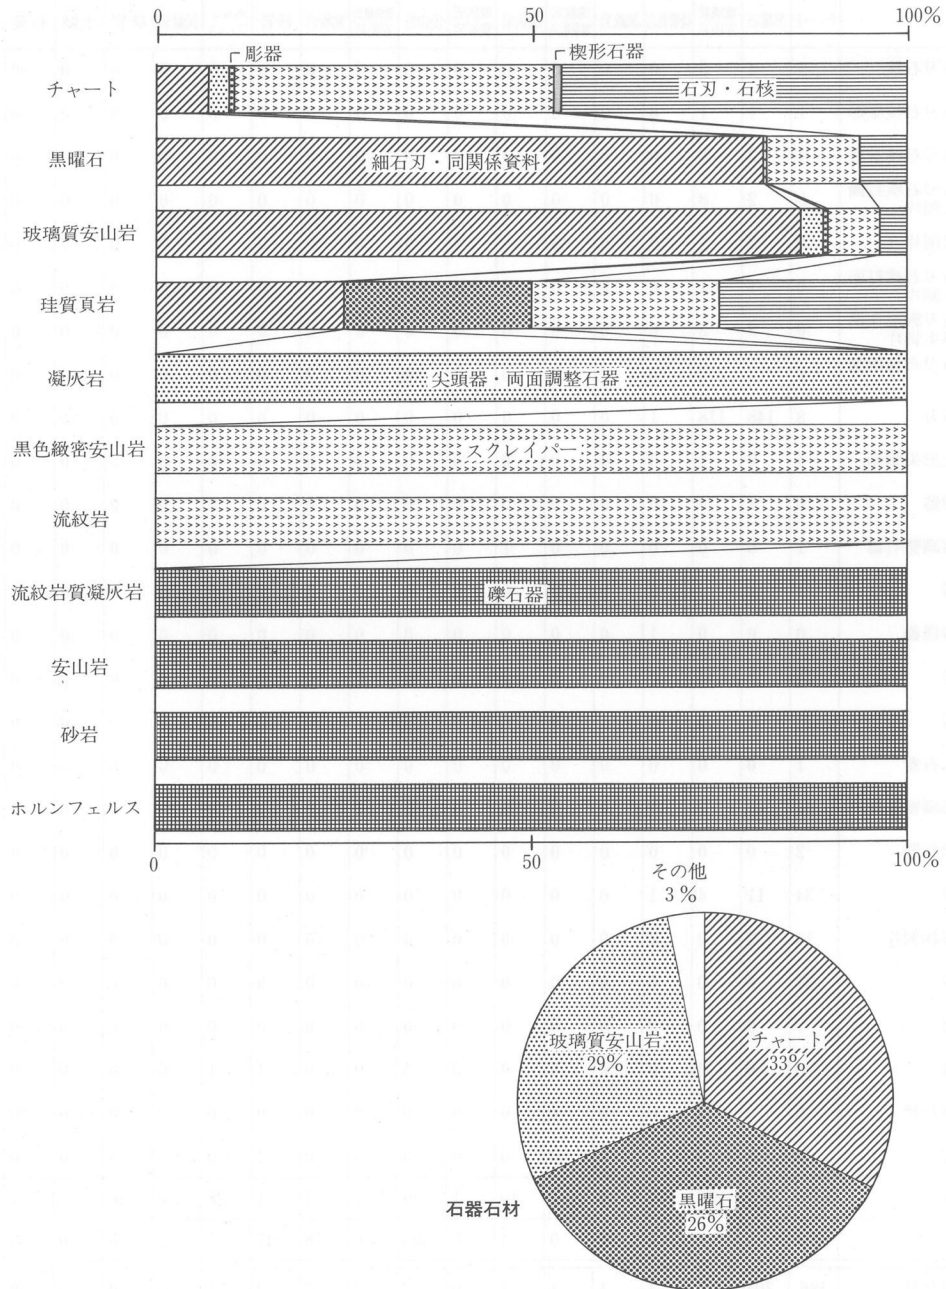 0 50 100%
彫器 楔形石器
チャート 石刃・石核
黒曜石 細石刃・同関係資料
玻璃質安山岩
珪質頁岩
凝灰岩 尖頭器・両面調整石器
黒色緻密安山岩 スクレイパー
流紋岩
流紋岩質凝灰岩 礫石器
安山岩
砂岩
ホルンフェルス
0 50 100%
その他
3%
玻璃質安山岩
29%
チャート
33%
黒曜石
26%
石器石材